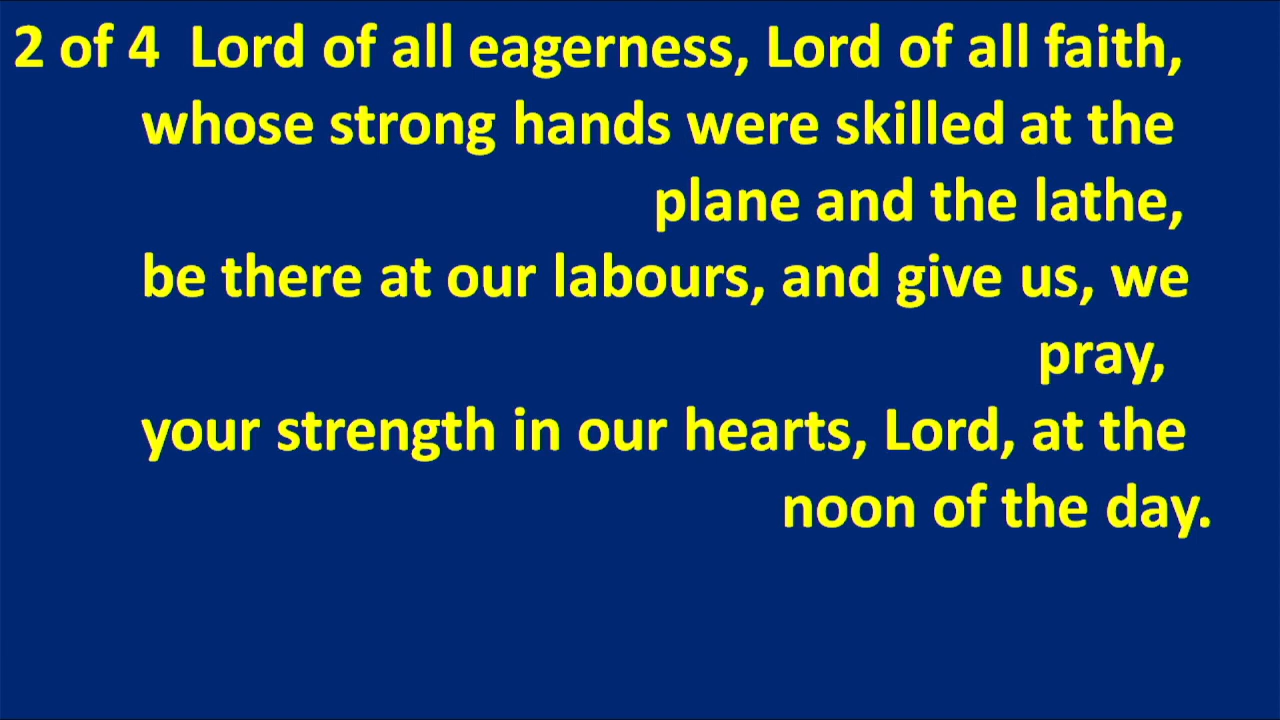 2 of 4 Lord of all eagerness, Lord of all faith,
whose strong hands were skilled at the
plane and the lathe,
be there at our labours, and give us, we
pray,
your strength in our hearts, Lord, at the
noon of the day.